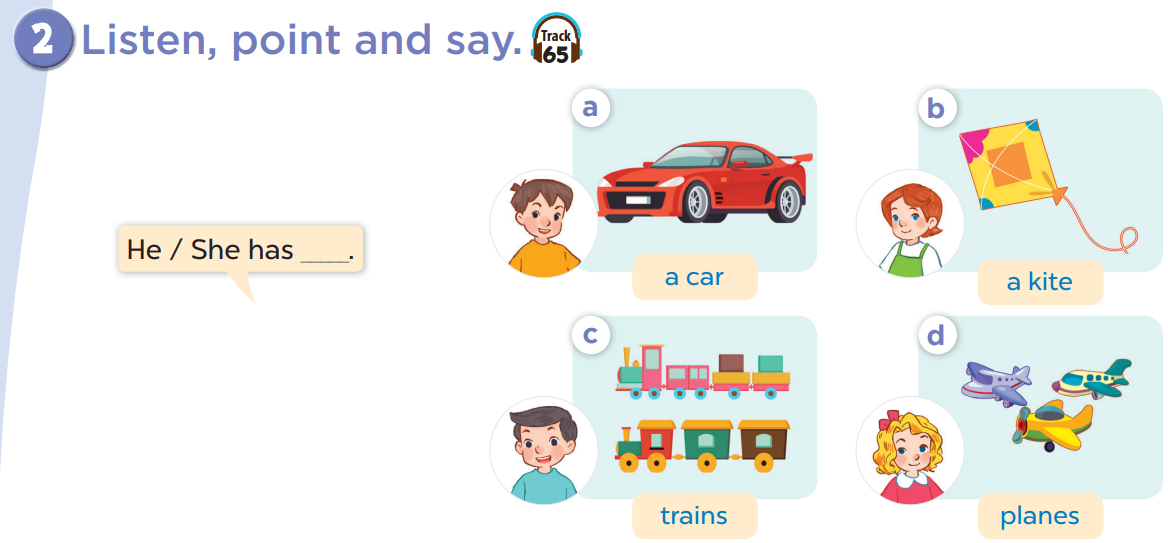 2 Listen, point and say. Track 65
a
b
He / She has ____.
a car
a kite
c
d
trains
planes